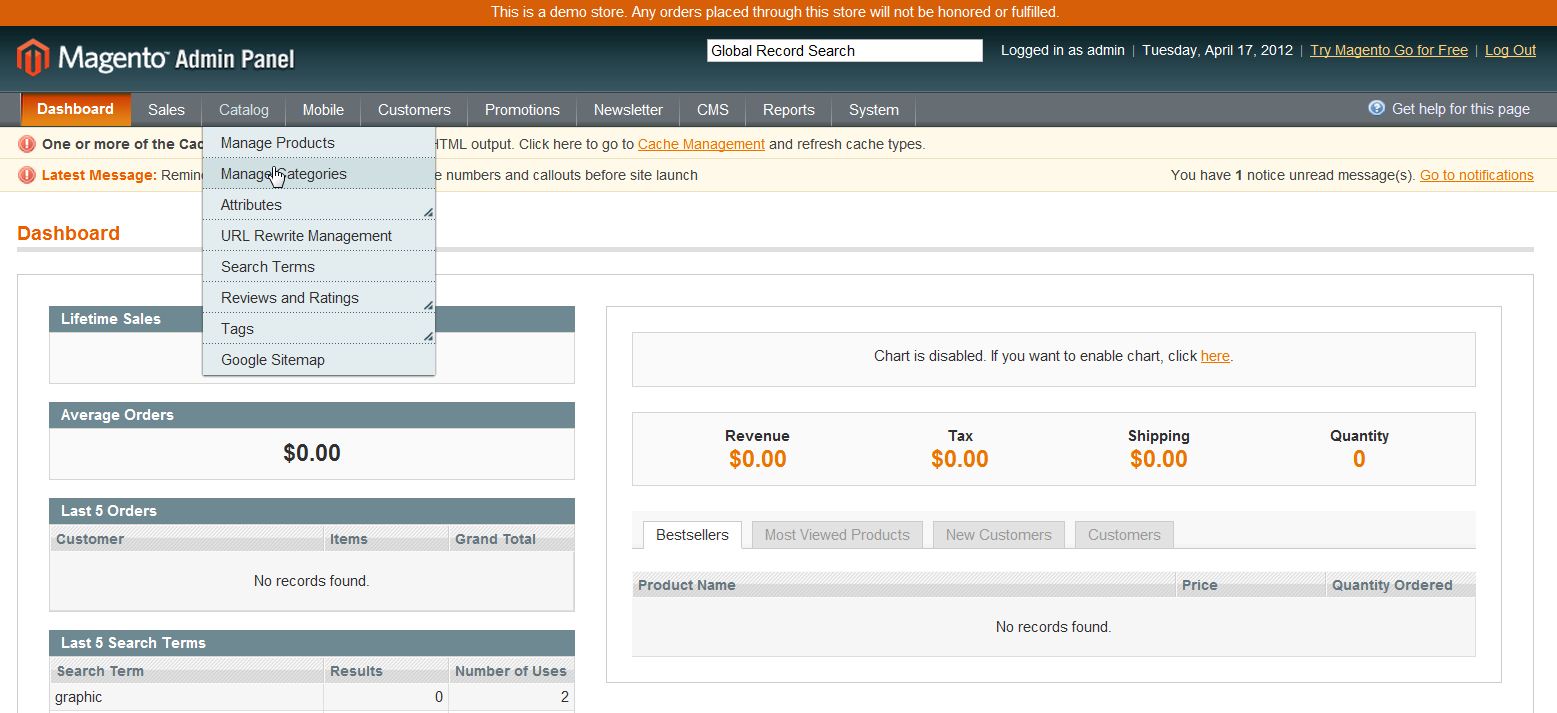 This is a demo store. Any orders placed through this store will not be honored or fulfilled.
Magento™ Admin Panel
Global Record Search
Logged in as admin | Tuesday, April 17, 2012 | Try Magento Go for Free | Log Out
Dashboard Sales Catalog Mobile Customers Promotions Newsletter CMS Reports System
Get help for this page
Manage Products
Manage Categories
Attributes
URL Rewrite Management
Search Terms
Reviews and Ratings
Tags
Google Sitemap
One or more of the HTML output. Click here to go to Cache Management and refresh cache types.
Latest Message: numbers and callouts before site launch
You have 1 notice unread message(s). Go to notifications
Dashboard
Lifetime Sales
Average Orders
$0.00
Last 5 Orders
Customer Items Grand Total
No records found.
Last 5 Search Terms
Search Term Results Number of Uses
graphic 0 2
Chart is disabled. If you want to enable chart, click here.
Revenue Tax Shipping Quantity
$0.00 $0.00 $0.00 0
Bestsellers Most Viewed Products New Customers Customers
Product Name Price Quantity Ordered
No records found.